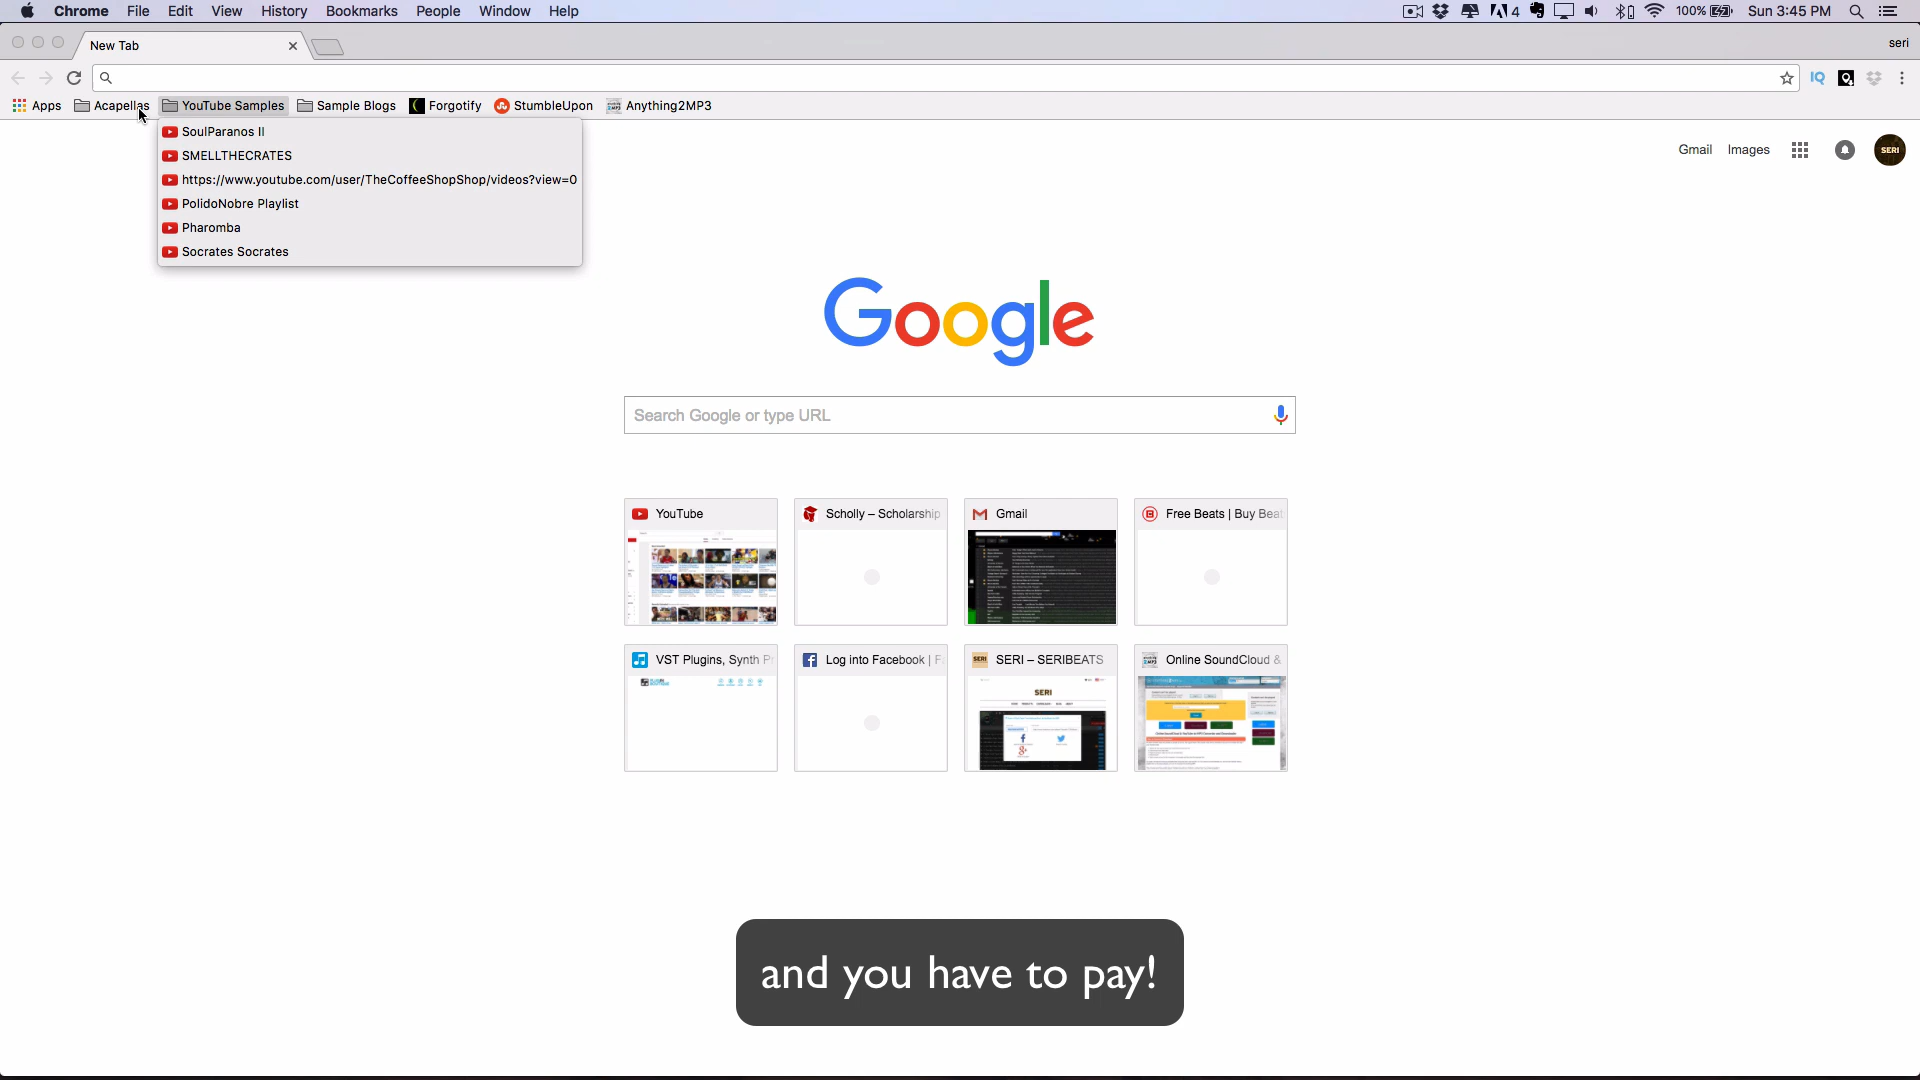 Chrome File Edit View History Bookmarks People Window Help 4 100% Sun 3:45 PM
New Tab seri
IQ
Apps Acapellas YouTube Samples Sample Blogs Forgotify StumbleUpon Anything2MP3
SoulParanos II
SMELLTHECRATES
https://www.youtube.com/user/TheCoffeeShopShop/videos?view=0
PolidoNobre Playlist
Pharomba
Socrates Socrates
Gmail Images SERI
Google
Search Google or type URL
YouTube Scholly – Scholarship Gmail Free Beats | Buy Beat
VST Plugins, Synth Pr Log into Facebook | F SERI – SERIBEATS Online SoundCloud &
SERI
and you have to pay!